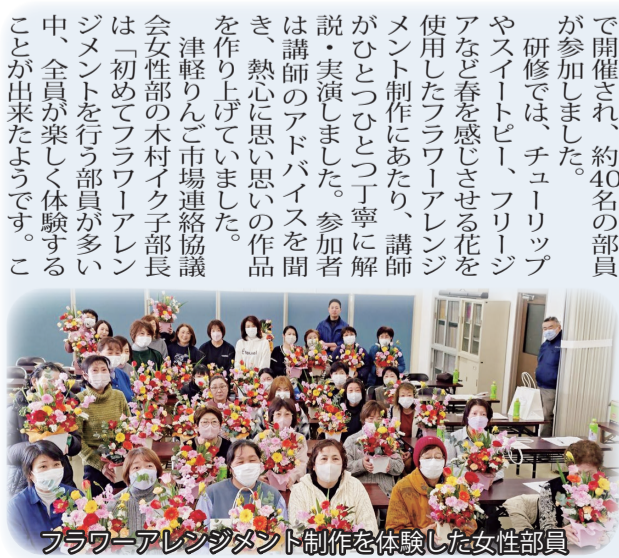 で開催され、約40名の部員
が参加しました。
　研修では、チューリップ
やスイートピー、フリージ
アなど春を感じさせる花を
使用したフラワーアレンジ
メント制作にあたり、講師
がひとつひとつ丁寧に解
説・実演しました。参加者
は講師のアドバイスを聞
き、熱心に思い思いの作品
を作り上げていました。
　津軽りんご市場連絡協議
会女性部の木村イク子部長
は「初めてフラワーアレン
ジメントを行う部員が多い
中、全員が楽しく体験する
ことが出来たようです。こ
フラワーアレンジメント制作を体験した女性部員